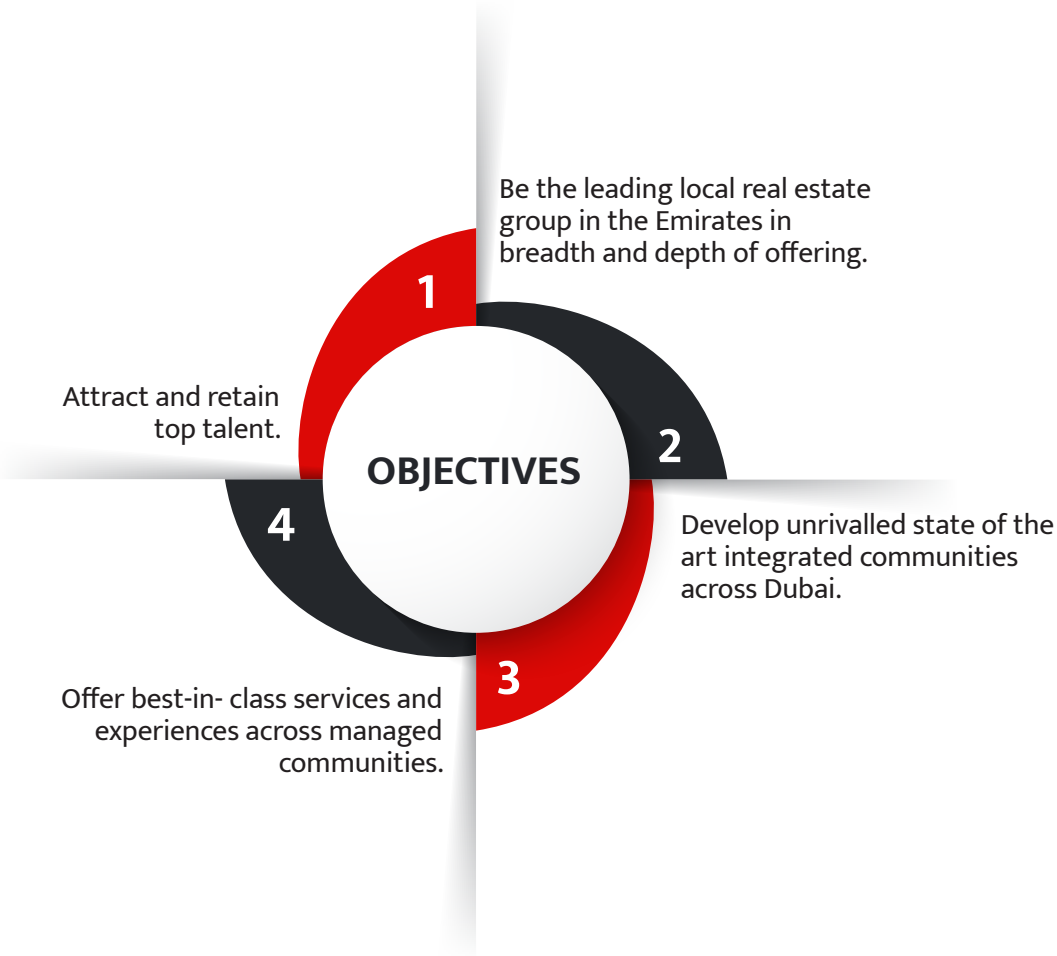 1
Be the leading local real estate
group in the Emirates in
breadth and depth of offering.
2
Develop unrivalled state of the
art integrated communities
across Dubai.
3
Offer best-in- class services and
experiences across managed
communities.
4
Attract and retain
top talent.
OBJECTIVES